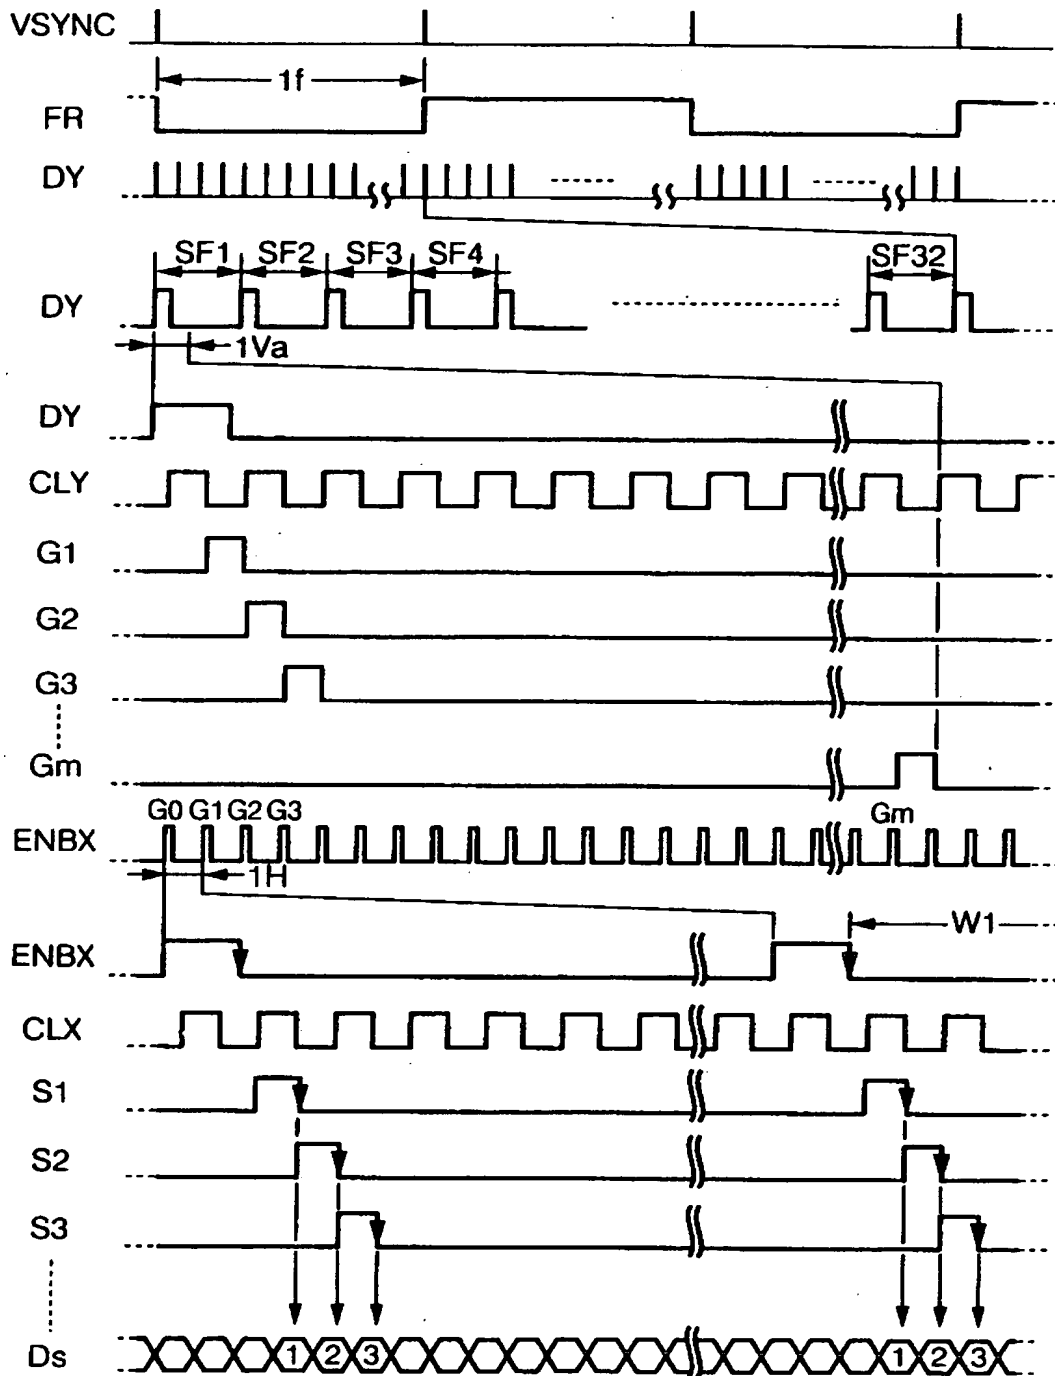 VSYNC
1f
FR
DY
SF1 SF2 SF3 SF4 SF32
DY
1Va
DY
CLY
G1
G2
G3
Gm
G0 G1 G2 G3 Gm
ENBX
1H
W1
ENBX
CLX
S1
S2
S3
Ds 1 2 3 1 2 3